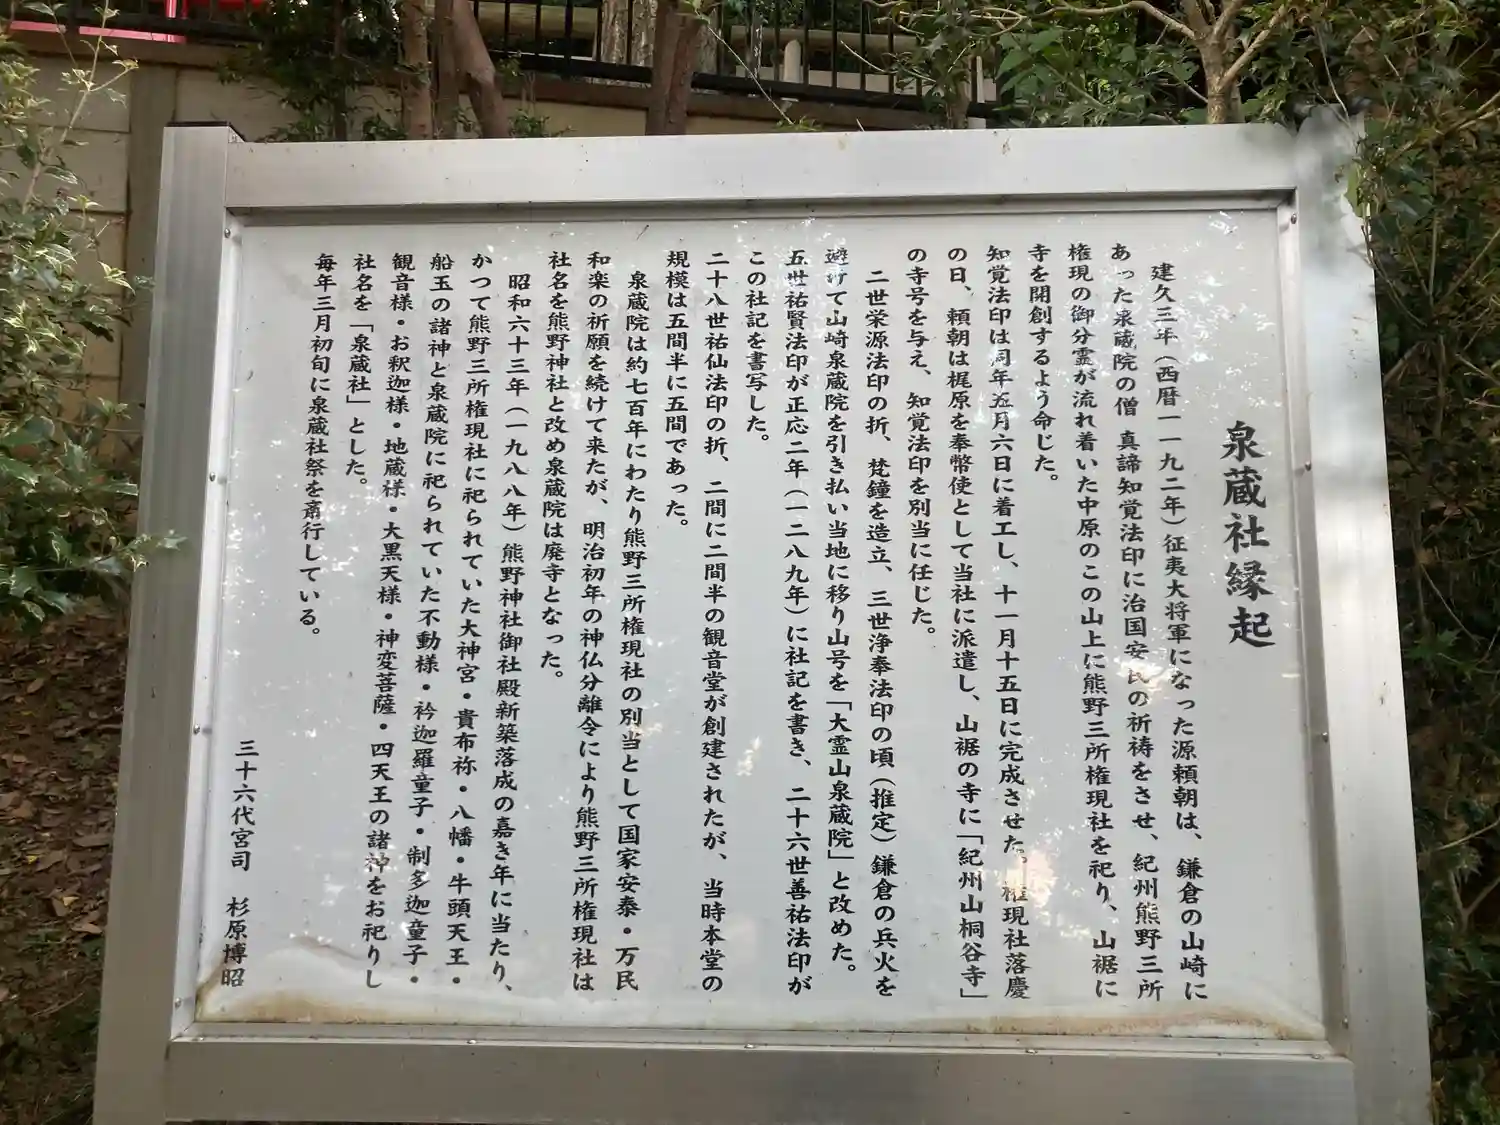 泉蔵社縁起
建久三年（西暦一一九二年）征夷大将軍になった源頼朝は、鎌倉の山崎に
あった泉蔵院の僧 真諦知覚法印に治国安民の祈祷をさせ、紀州熊野三所
権現の御分霊が流れ着いた中原のこの山上に熊野三所権現社を祀り、山裾に
寺を開創するよう命じた。
知覚法印は同年五月六日に着工し、十一月十五日に完成させた。権現社落慶
の日、頼朝は梶原を奉幣使として当社に派遣し、山裾の寺に「紀州山桐谷寺」
の寺号を与え、知覚法印を別当に任じた。
二世栄源法印の折、梵鐘を造立、三世浄奉法印の頃（推定）鎌倉の兵火を
避けて山崎泉蔵院を引き払い当地に移り山号を「大霊山泉蔵院」と改めた。
五世祐賢法印が正応二年（一二八九年）に社記を書き、二十六世善祐法印が
この社記を書写した。
二十八世祐仙法印の折、二間に二間半の観音堂が創建されたが、当時本堂の
規模は五間半に五間であった。
泉蔵院は約七百年にわたり熊野三所権現社の別当として国家安泰・万民
和楽の祈願を続けて来たが、明治初年の神仏分離令により熊野三所権現社は
社名を熊野神社と改め泉蔵院は廃寺となった。
昭和六十三年（一九八八年）熊野神社御社殿新築落成の嘉き年に当たり、
かつて熊野三所権現社に祀られていた大神宮・貴布祢・八幡・牛頭天王・
船玉の諸神と泉蔵院に祀られていた不動様・衿迦羅童子・制多迦童子・
観音様・お釈迦様・地蔵様・大黒天様・神変菩薩・四天王の諸神をお祀りし
社名を「泉蔵社」とした。
毎年三月初旬に泉蔵社祭を斎行している。
三十六代宮司 杉原博昭